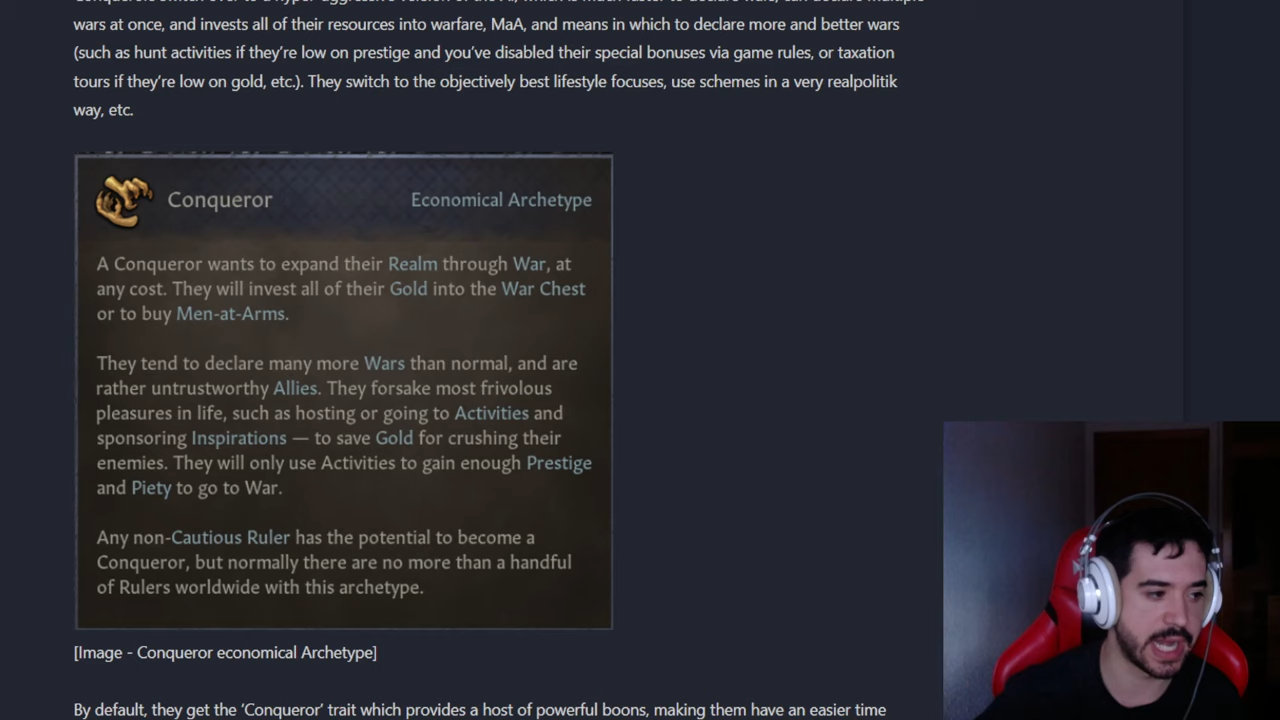 wars at once, and invests all of their resources into warfare, MaA, and means in which to declare more and better wars
(such as hunt activities if they're low on prestige and you've disabled their special bonuses via game rules, or taxation
tours if they're low on gold, etc.). They switch to the objectively best lifestyle focuses, use schemes in a very realpolitik
way, etc.
Conqueror
Economical Archetype
A Conqueror wants to expand their Realm through War, at
any cost. They will invest all of their Gold into the War Chest
or to buy Men-at-Arms.
They tend to declare many more Wars than normal, and are
rather untrustworthy Allies. They forsake most frivolous
pleasures in life, such as hosting or going to Activities and
sponsoring Inspirations — to save Gold for crushing their
enemies. They will only use Activities to gain enough Prestige
and Piety to go to War.
Any non-Cautious Ruler has the potential to become a
Conqueror, but normally there are no more than a handful
of Rulers worldwide with this archetype.
[Image - Conqueror economical Archetype]
By default, they get the 'Conqueror' trait which provides a host of powerful boons, making them have an easier time